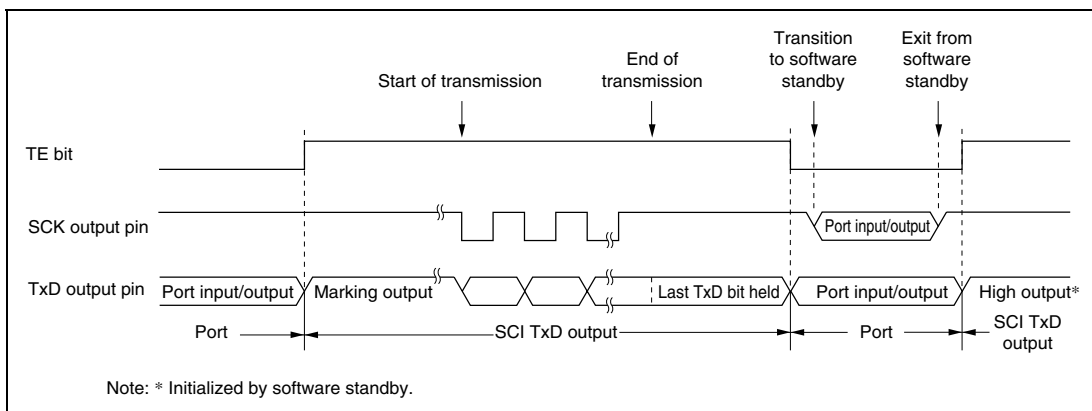 Transition
to software
standby
Exit from
software
standby
End of
transmission
Start of transmission
TE bit
SCK output pin
Port input/output
TxD output pin
Port input/output
Marking output
Last TxD bit held
Port input/output
High output*
Port
SCI TxD output
Port
SCI TxD
output
Note: * Initialized by software standby.